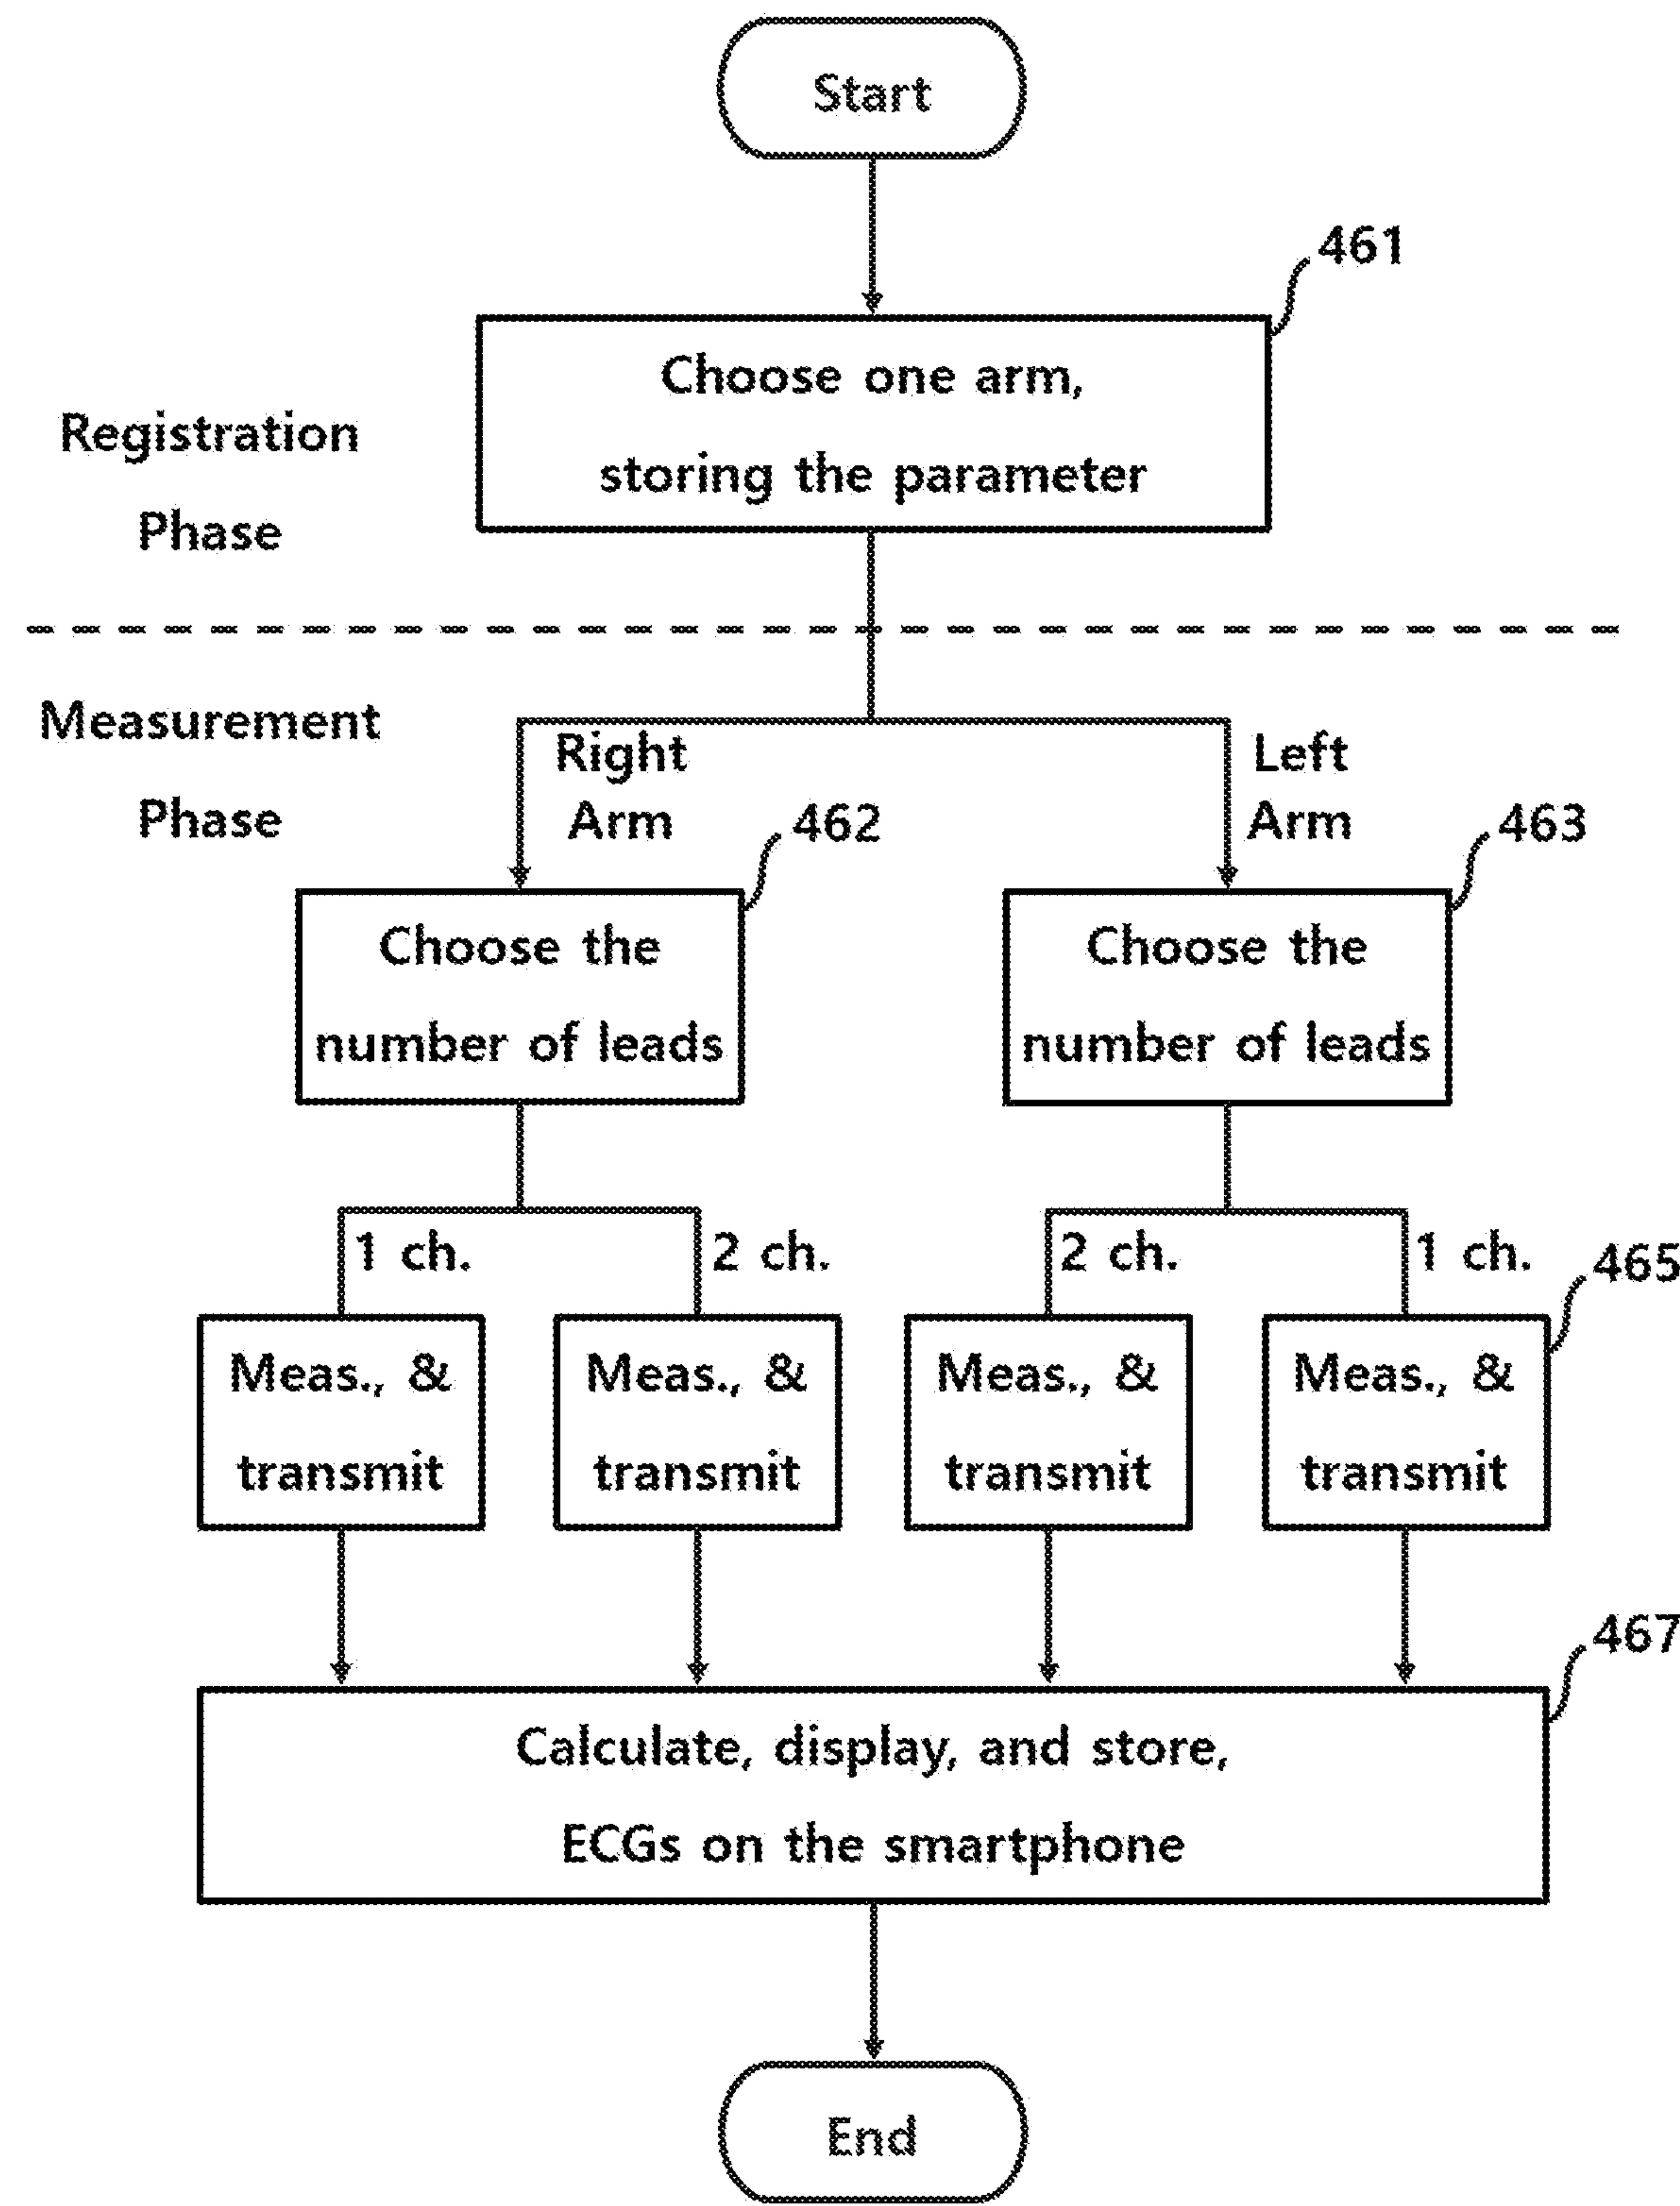 Start
461
Choose one arm,
storing the parameter
Registration
Phase
Measurement
Phase
Right
Arm
Left
Arm
462
463
Choose the
number of leads
Choose the
number of leads
1 ch.
2 ch.
2 ch.
1 ch.
465
Meas., &
transmit
Meas., &
transmit
Meas., &
transmit
Meas., &
transmit
467
Calculate, display, and store,
ECGs on the smartphone
End